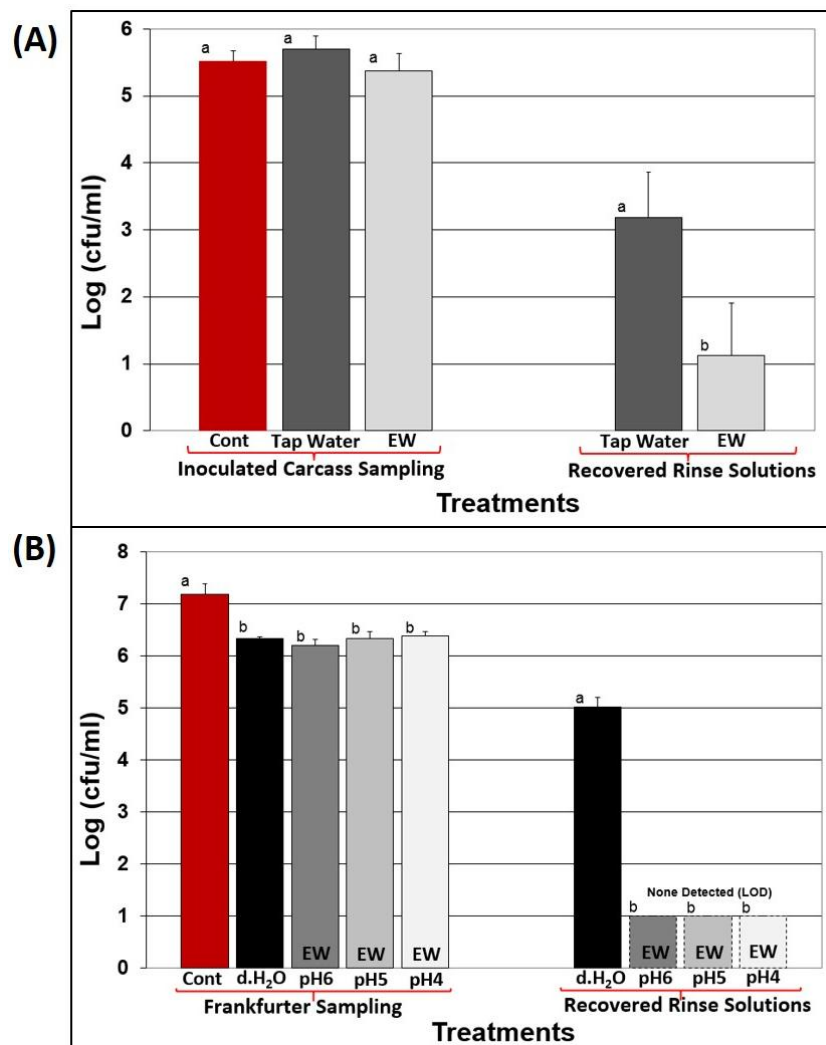 (A)
Log (cfu/ml)
6
5
4
3
2
1
0
a
a
a
a
b
Cont Tap Water EW
Tap Water EW
Inoculated Carcass Sampling
Recovered Rinse Solutions
Treatments
(B)
Log (cfu/ml)
8
7
6
5
4
3
2
1
0
a
b
b
b
b
a
None Detected (LOD)
b
b
b
EW EW EW
EW EW EW
Cont d.H₂O pH6 pH5 pH4
d.H₂O pH6 pH5 pH4
Frankfurter Sampling
Recovered Rinse Solutions
Treatments